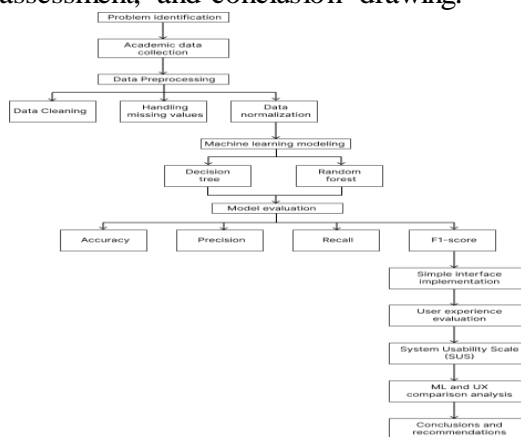 assessment, and conclusion drawing.
Problem identification
Academic data
collection
Data Preprocessing
Data Cleaning
Handling
missing values
Data
normalization
Machine learning modeling
Decision
tree
Random
forest
Model evaluation
Accuracy
Precision
Recall
F1-score
Simple interface
implementation
User experience
evaluation
System Usability Scale
(SUS)
ML and UX
comparison analysis
Conclusions and
recommendations